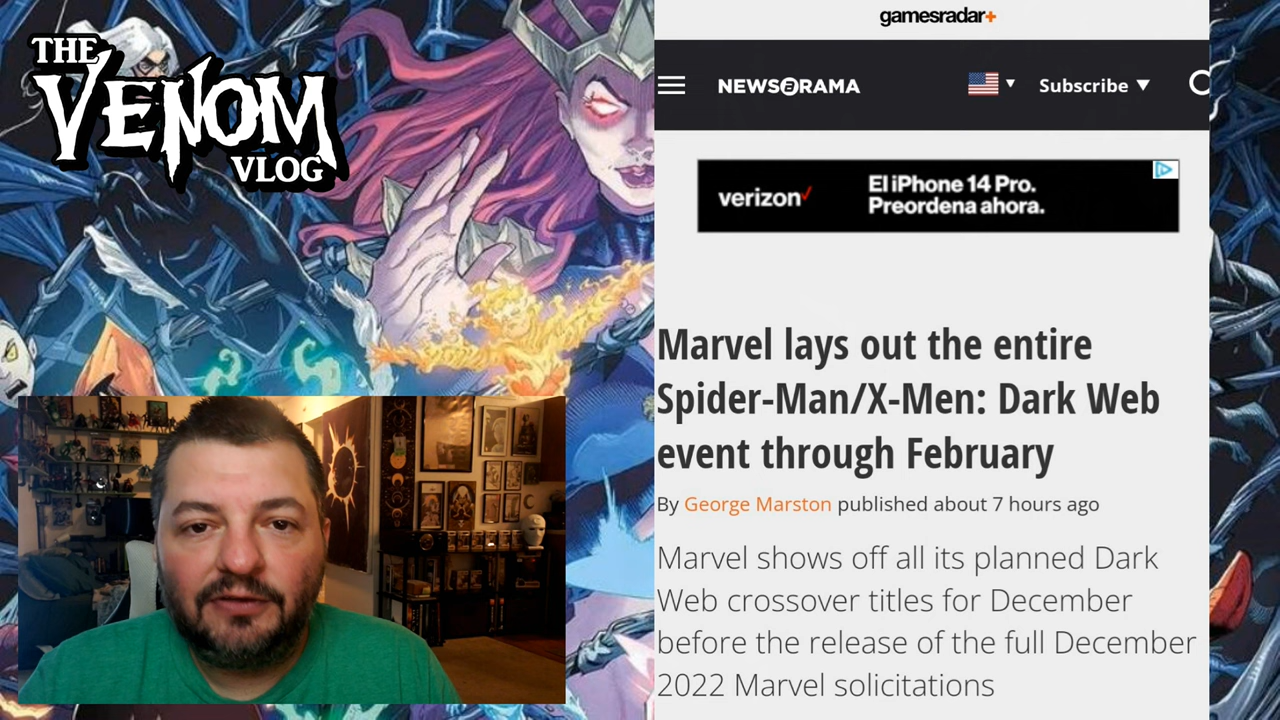 THE
VENOM
VLOG
gamesradar+
NEWSaRAMA
Subscribe
verizon
El iPhone 14 Pro.
Preordena ahora.
Marvel lays out the entire
Spider-Man/X-Men: Dark Web
event through February
By George Marston published about 7 hours ago
Marvel shows off all its planned Dark
Web crossover titles for December
before the release of the full December
2022 Marvel solicitations